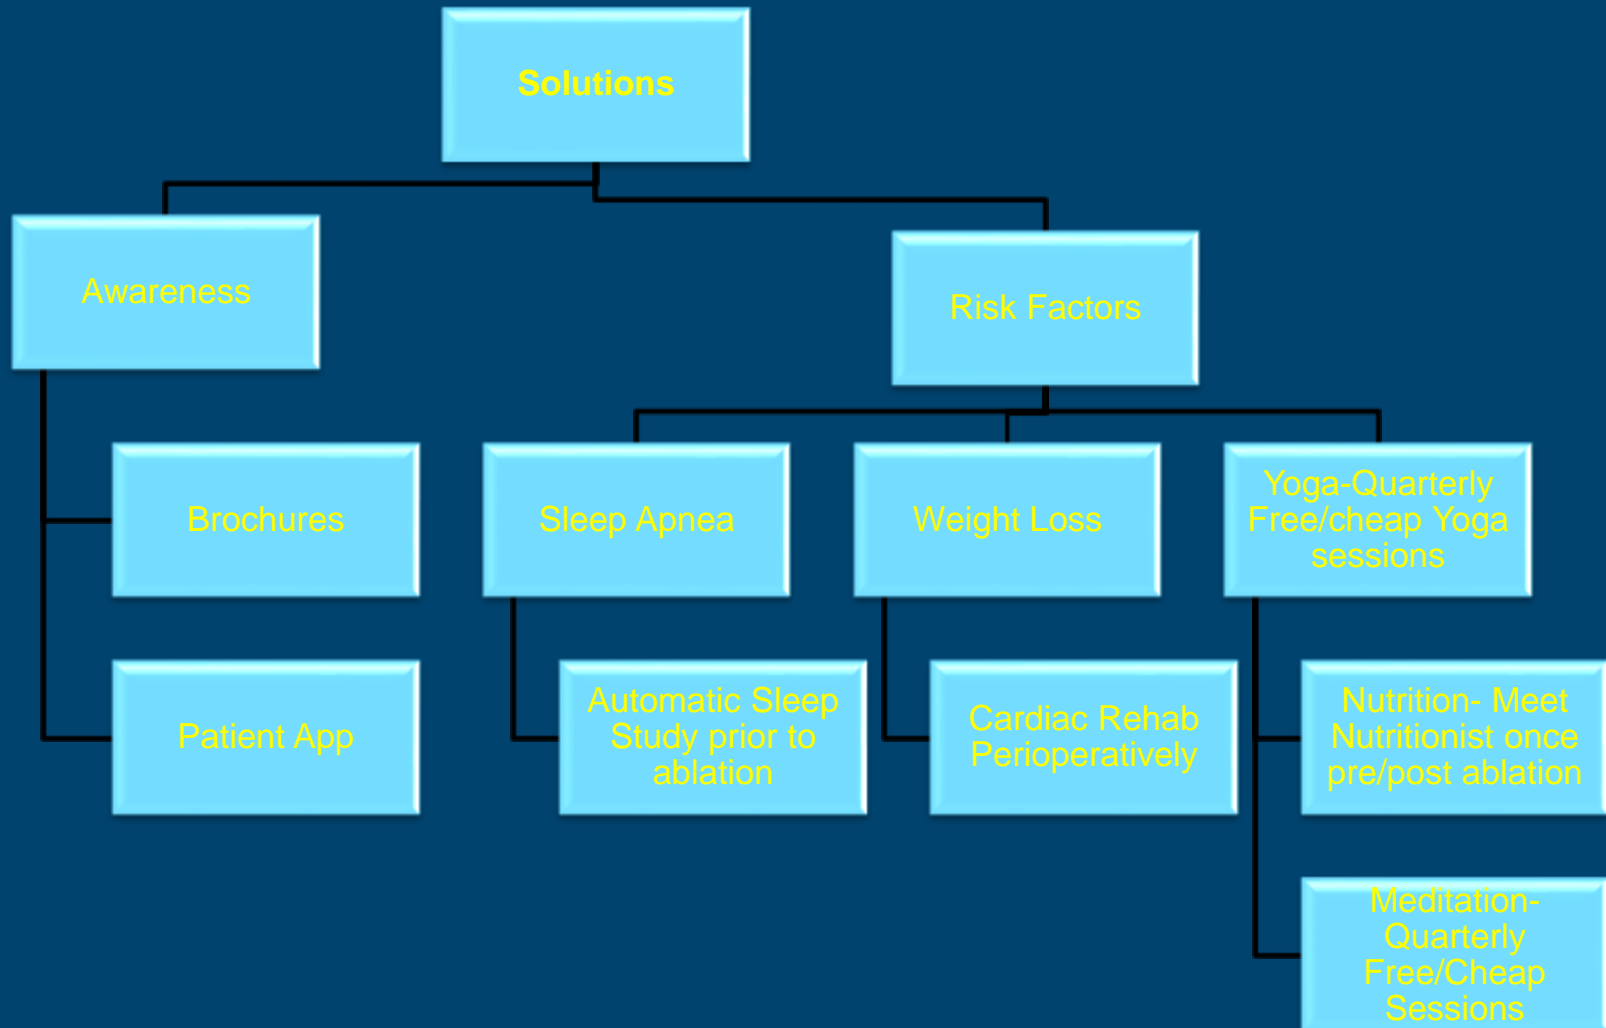 Solutions
Awareness
Risk Factors
Brochures
Sleep Apnea
Weight Loss
Yoga-Quarterly
Free/cheap Yoga
sessions
Patient App
Automatic Sleep
Study prior to
ablation
Cardiac Rehab
Perioperatively
Nutrition- Meet
Nutritionist once
pre/post ablation
Meditation-
Quarterly
Free/Cheap
Sessions